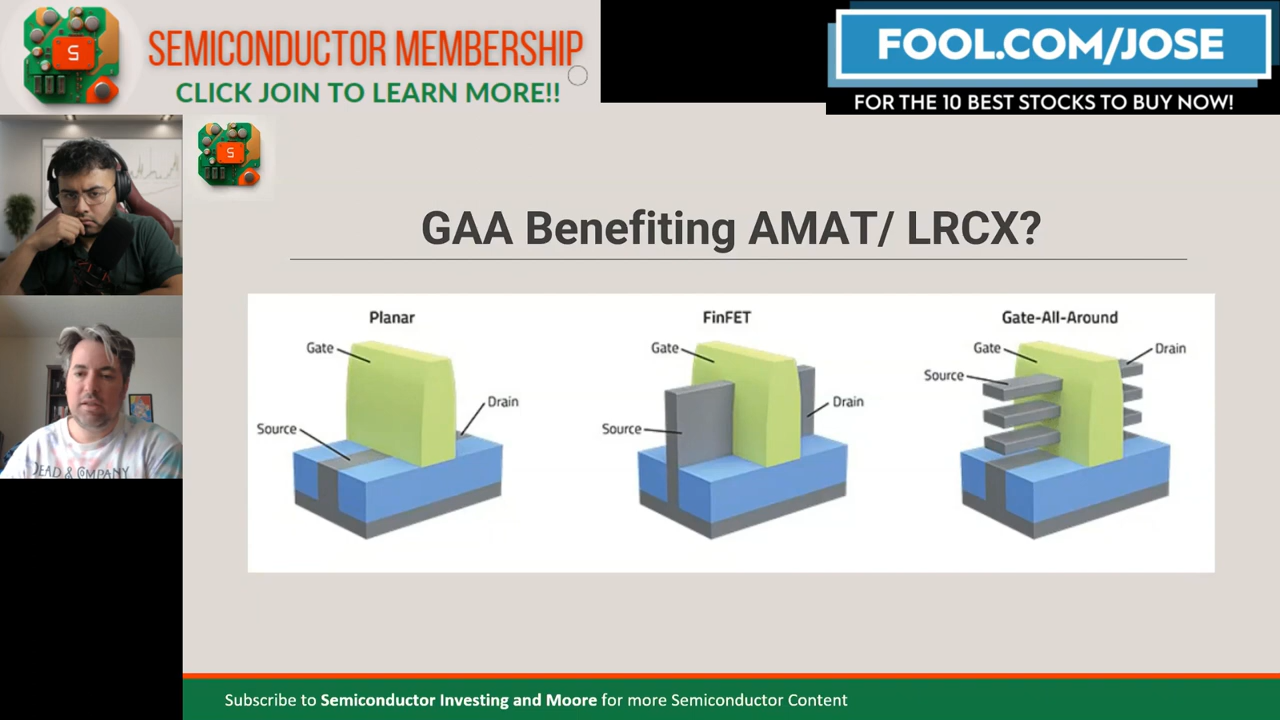 SEMICONDUCTOR MEMBERSHIP
CLICK JOIN TO LEARN MORE!!
FOOL.COM/JOSE
FOR THE 10 BEST STOCKS TO BUY NOW!
S
S
GAA Benefiting AMAT/ LRCX?
Planar
Gate
Source
Drain
FinFET
Gate
Source
Drain
Gate-All-Around
Gate
Source
Drain
DEAD & COMPANY
Subscribe to Semiconductor Investing and Moore for more Semiconductor Content